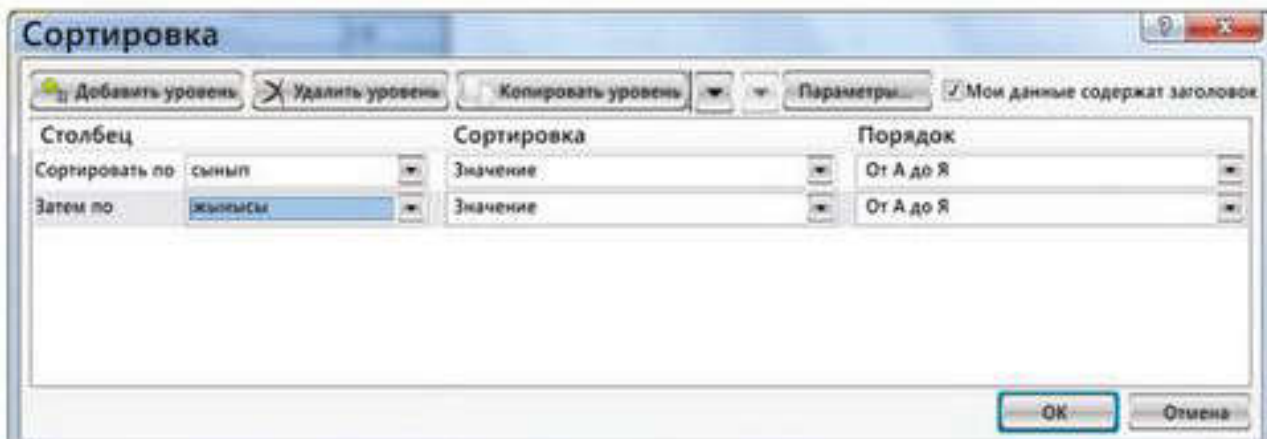 Сортировка
Добавить уровень Удалить уровень Копировать уровень Параметры... Мои данные содержат заголовок
Столбец Сортировка Порядок
Сортировать по сынып Значение От А до Я
Затем по жынысы Значение От А до Я
ОК Отмена